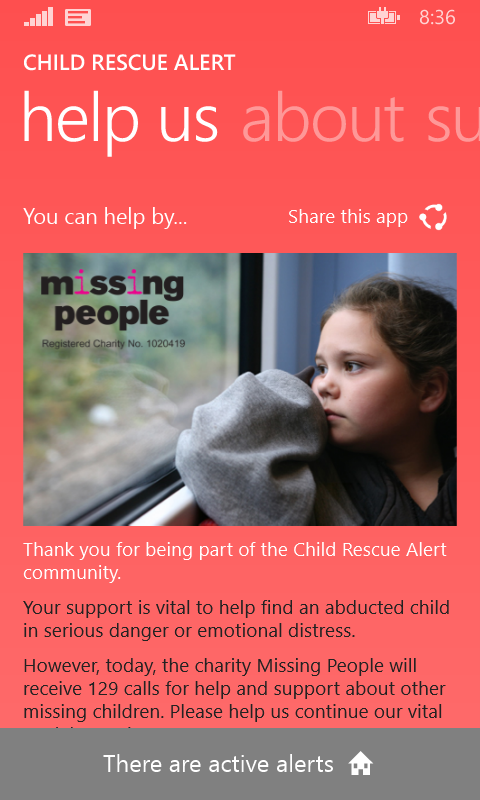 8:36
CHILD RESCUE ALERT
help us about su
You can help by...
Share this app
missing
people
Registered Charity No. 1020419
Thank you for being part of the Child Rescue Alert
community.
Your support is vital to help find an abducted child
in serious danger or emotional distress.
However, today, the charity Missing People will
receive 129 calls for help and support about other
missing children. Please help us continue our vital
There are active alerts